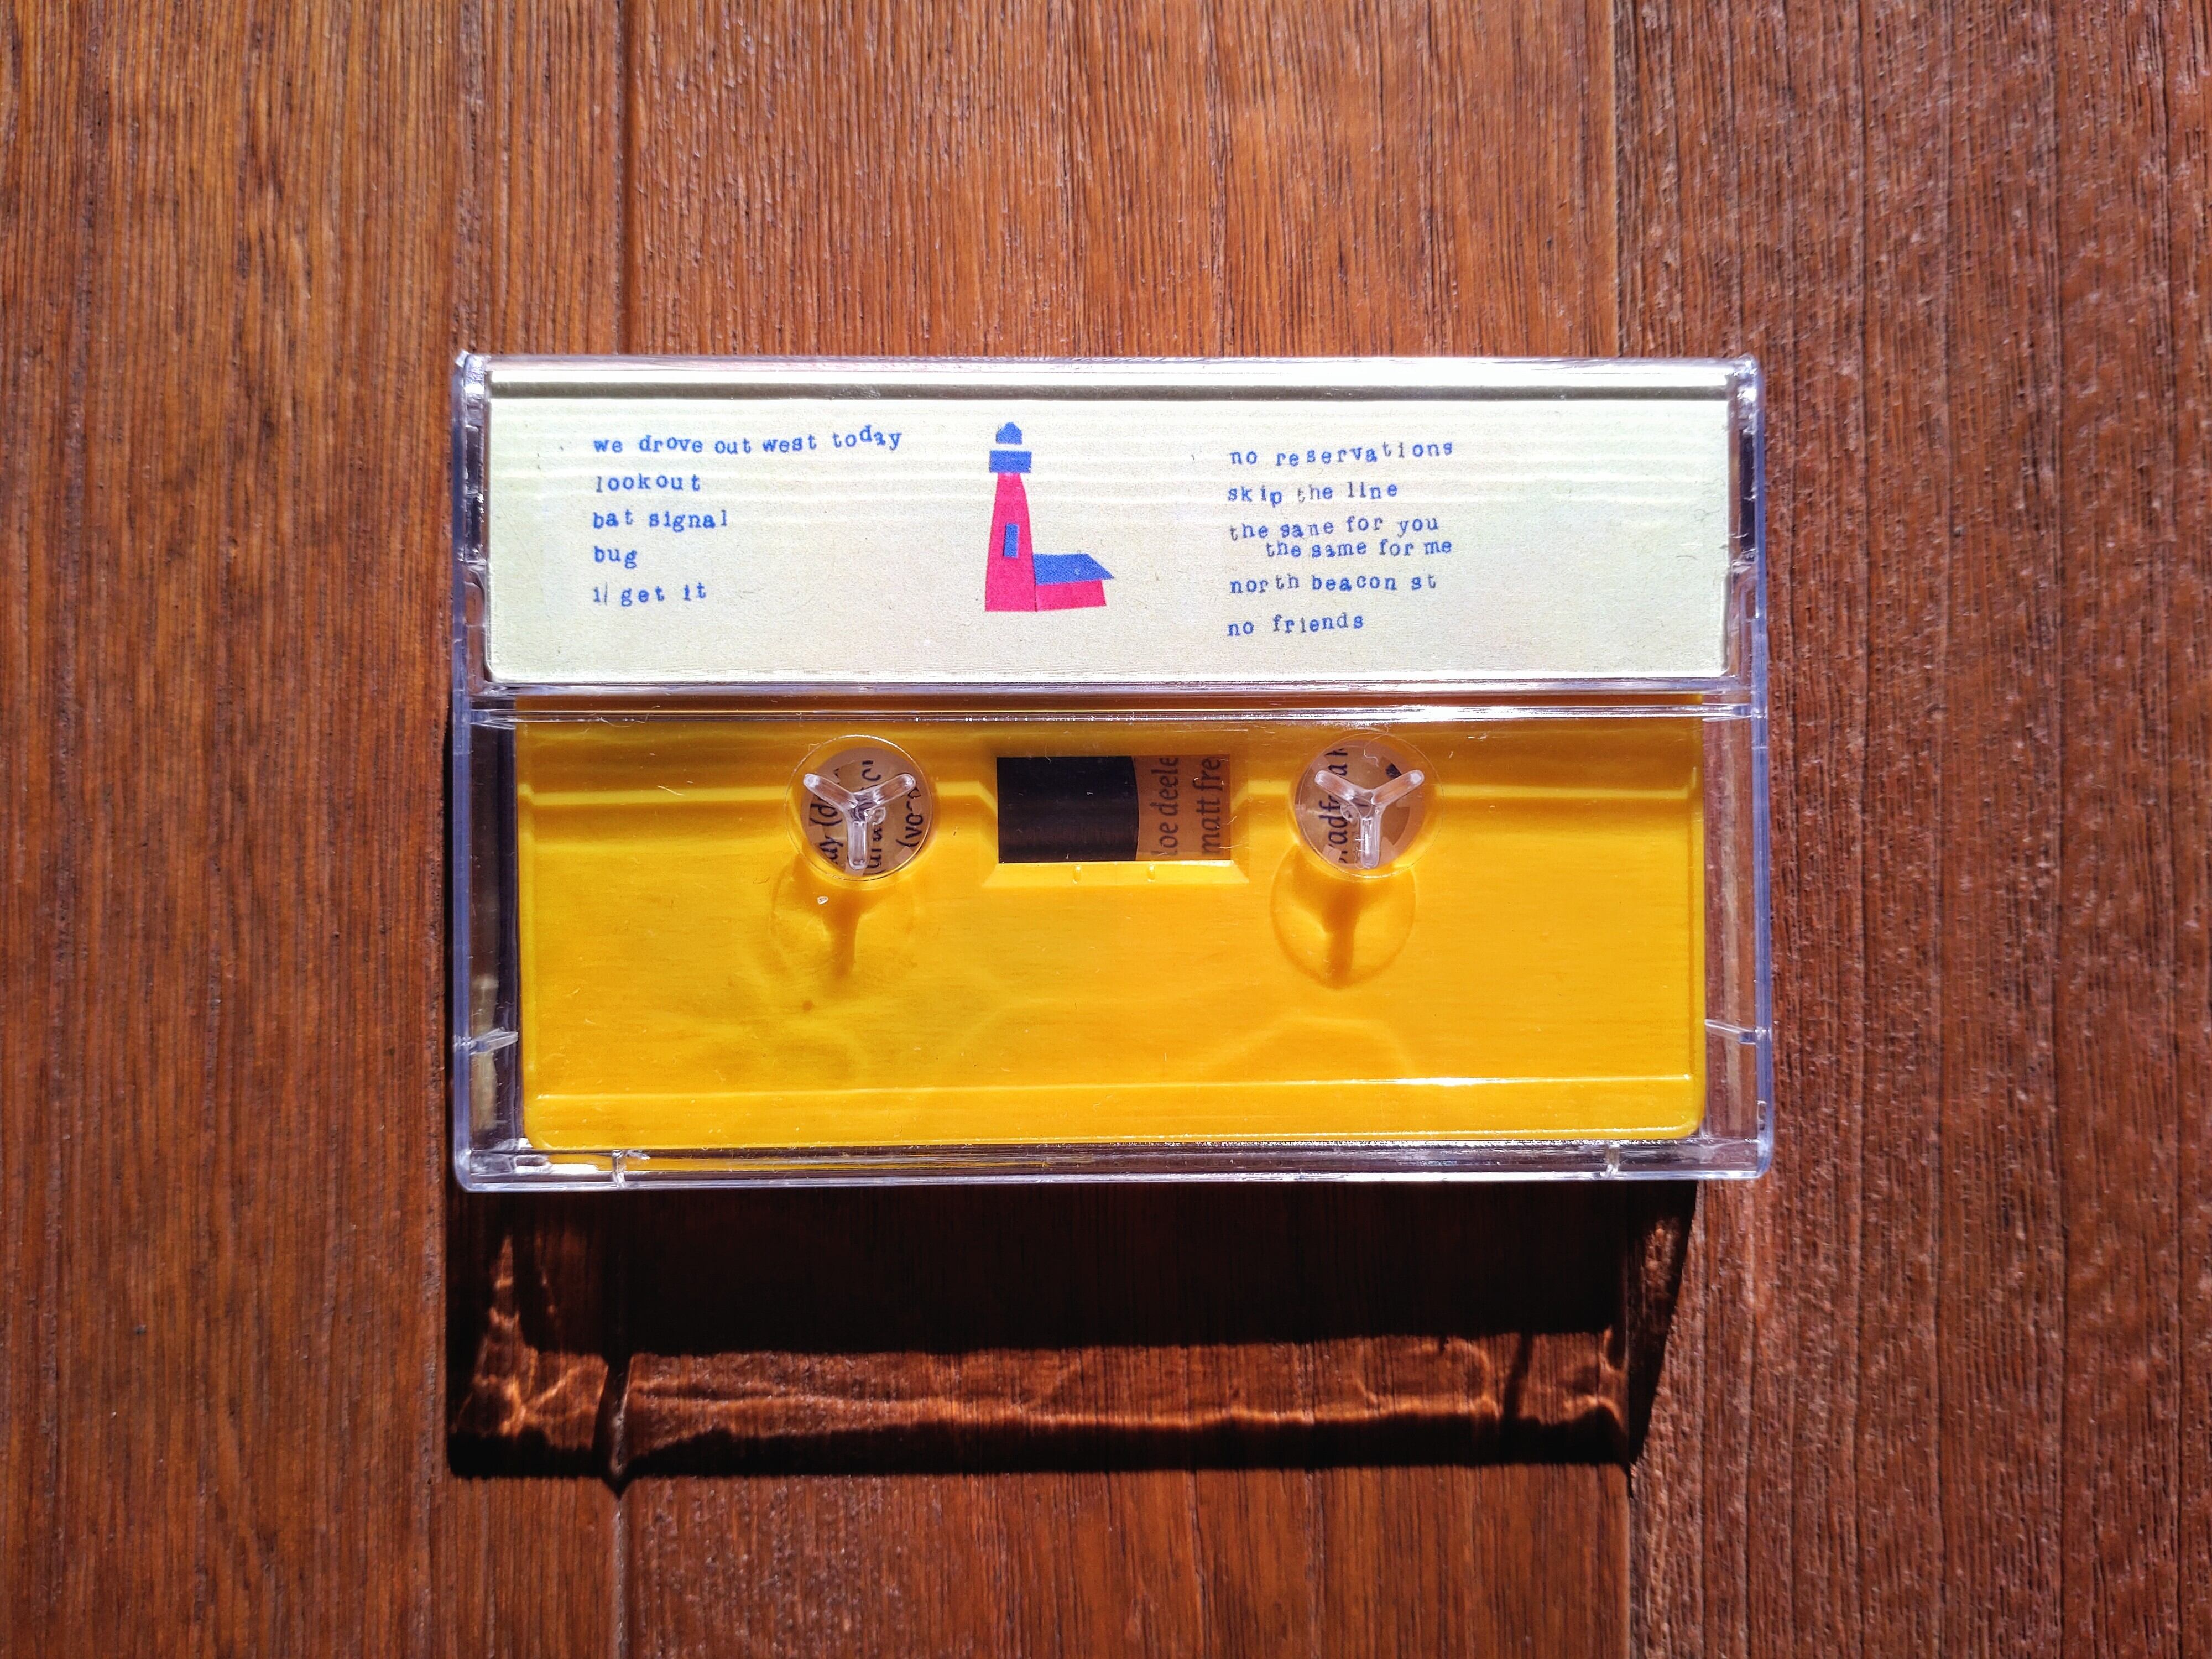 we drove out west today
lookout
bat signal
bug
i get it
no reservations
skip the line
the same for you
the same for me
north beacon st
no friends
matt